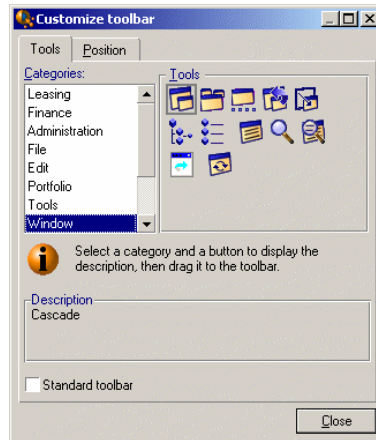 Customize toolbar
Tools
Position
Categories:
Leasing
Finance
Administration
File
Edit
Portfolio
Tools
Window
Tools
Select a category and a button to display the
description, then drag it to the toolbar.
Description
Cascade
Standard toolbar
Close